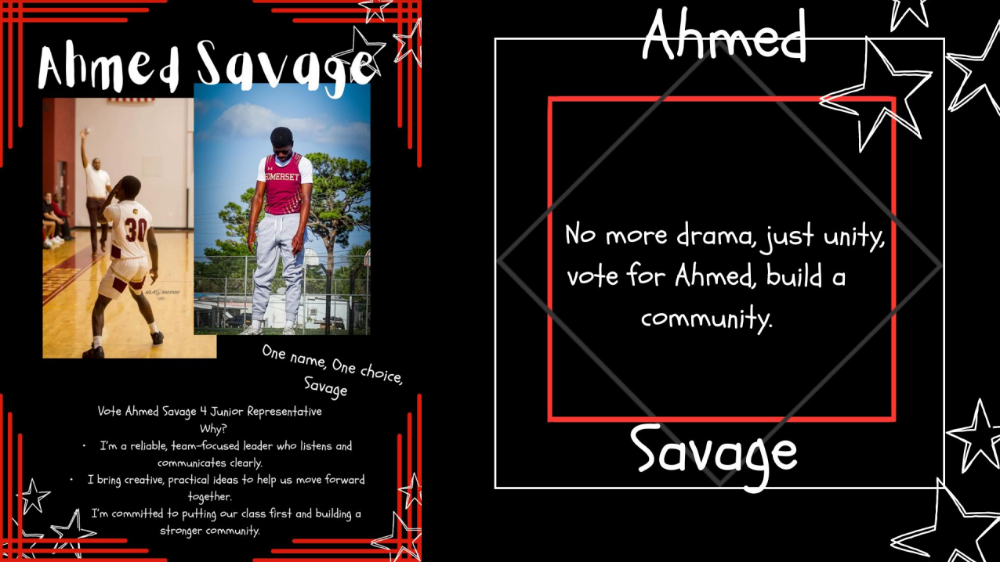 Ahmed Savage
30
SOMERSET
One name, One choice,
Savage
Vote Ahmed Savage 4 Junior Representative
Why?
• I'm a reliable, team-focused leader who listens and
communicates clearly.
• I bring creative, practical ideas to help us move forward
together.
I'm committed to putting our class first and building a
stronger community.
Ahmed
No more drama, just unity,
vote for Ahmed, build a
community.
Savage